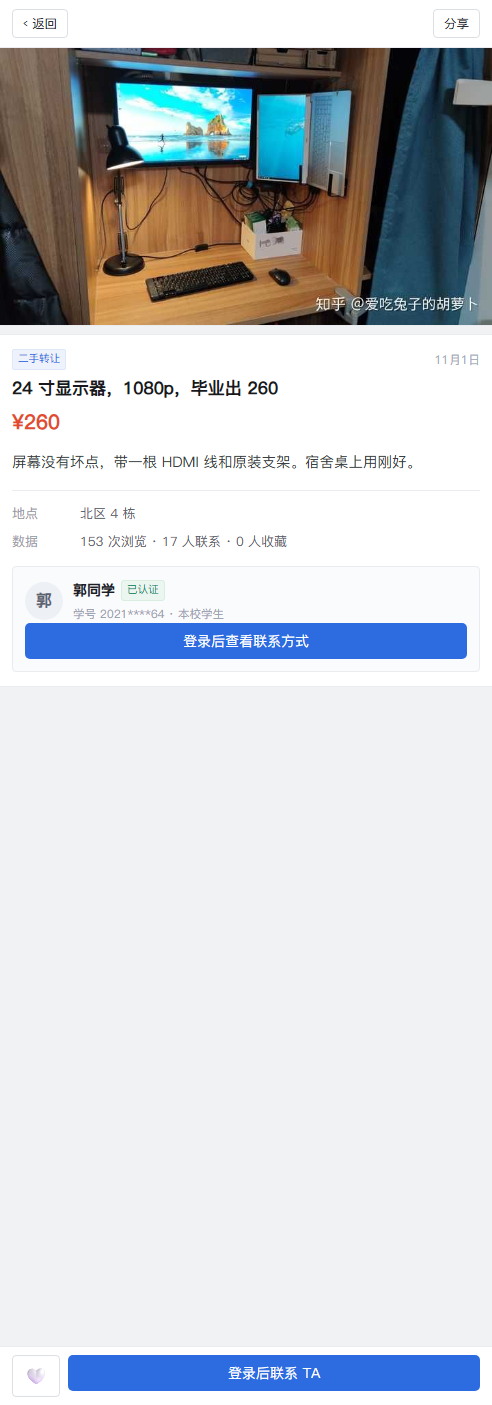 ‹ 返回
分享
知乎 @爱吃兔子的胡萝卜
二手转让
11月1日
24 寸显示器，1080p，毕业出 260
¥260
屏幕没有坏点，带一根 HDMI 线和原装支架。宿舍桌上用刚好。
地点 北区 4 栋
数据 153 次浏览 · 17 人联系 · 0 人收藏
郭
郭同学 已认证
学号 2021****64 · 本校学生
登录后查看联系方式
登录后联系 TA